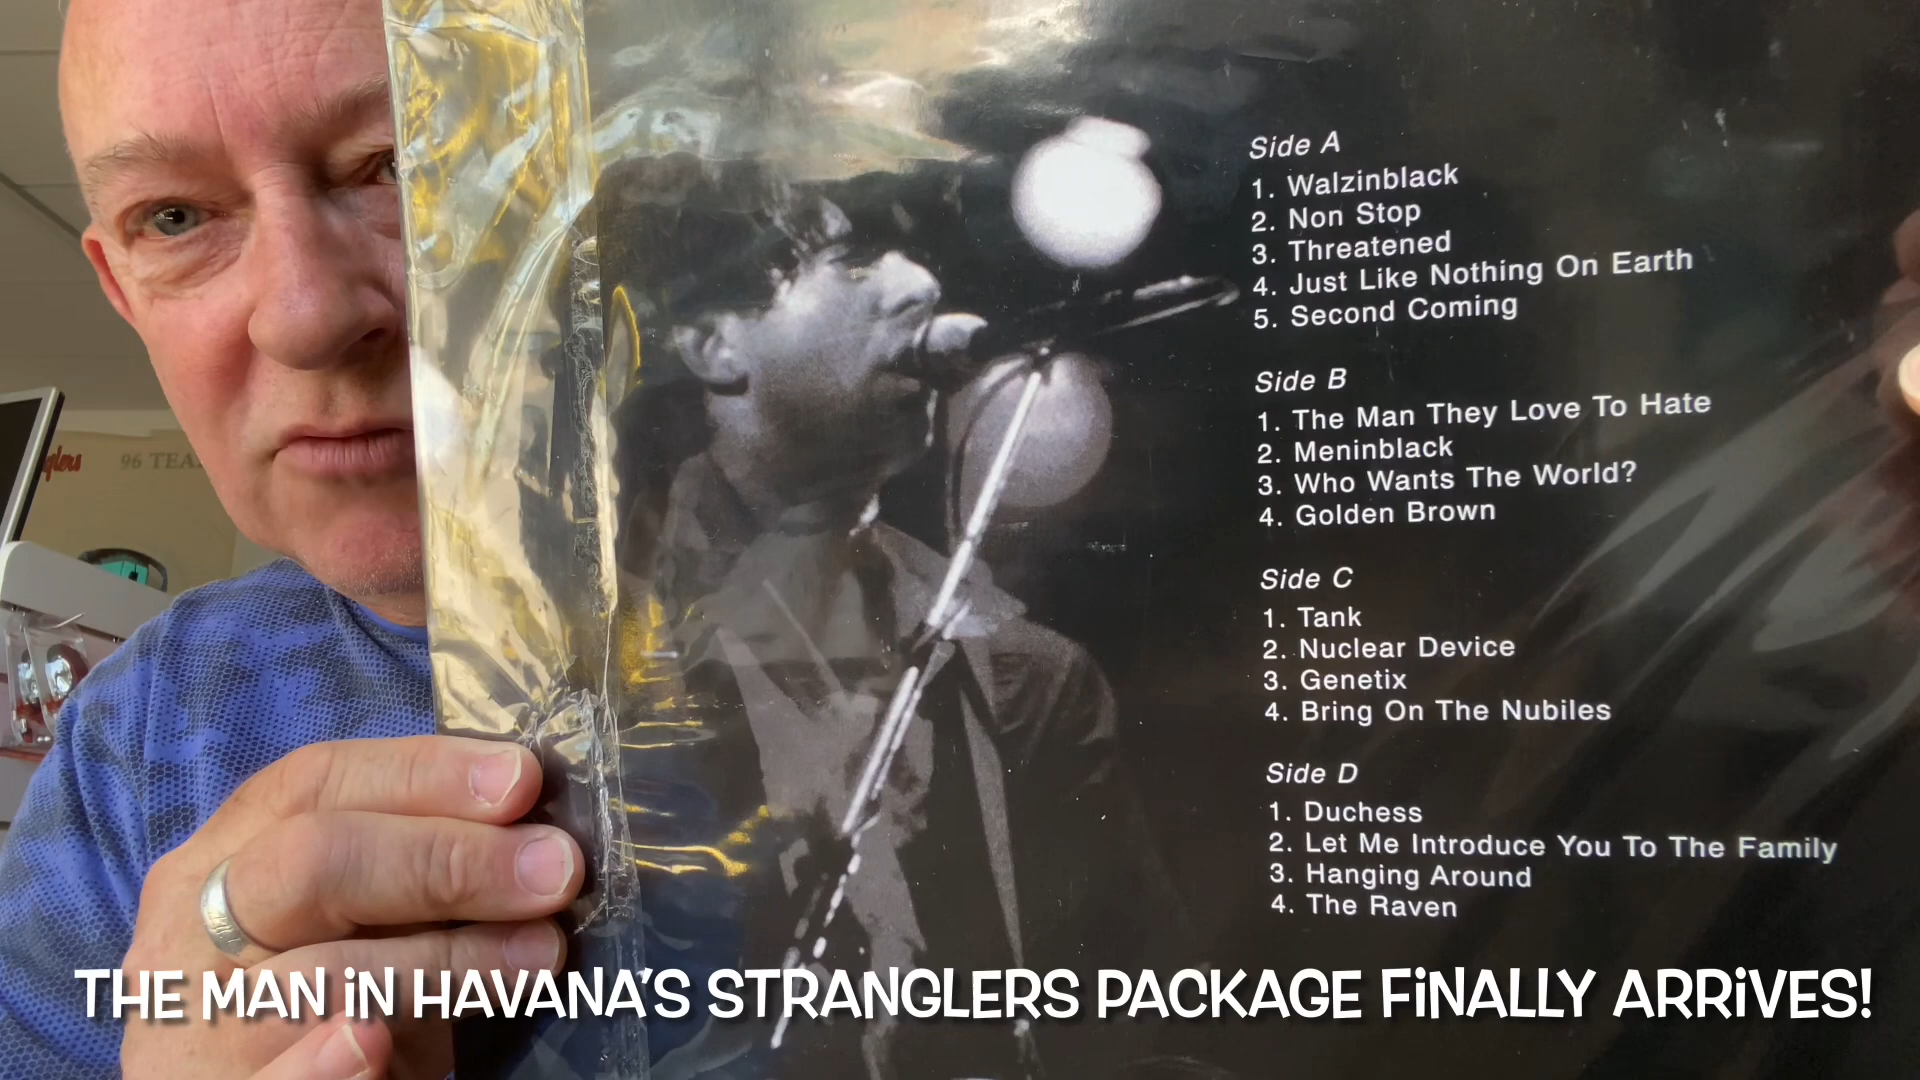 Side A
1. Walzinblack
2. Non Stop
3. Threatened
4. Just Like Nothing On Earth
5. Second Coming
Side B
1. The Man They Love To Hate
2. Meninblack
3. Who Wants The World?
4. Golden Brown
Side C
1. Tank
2. Nuclear Device
3. Genetix
4. Bring On The Nubiles
Side D
1. Duchess
2. Let Me Introduce You To The Family
3. Hanging Around
4. The Raven
96
THE MAN iN HAVANA'S STRANGLERS PACKAGE FiNALLY ARRiVES!